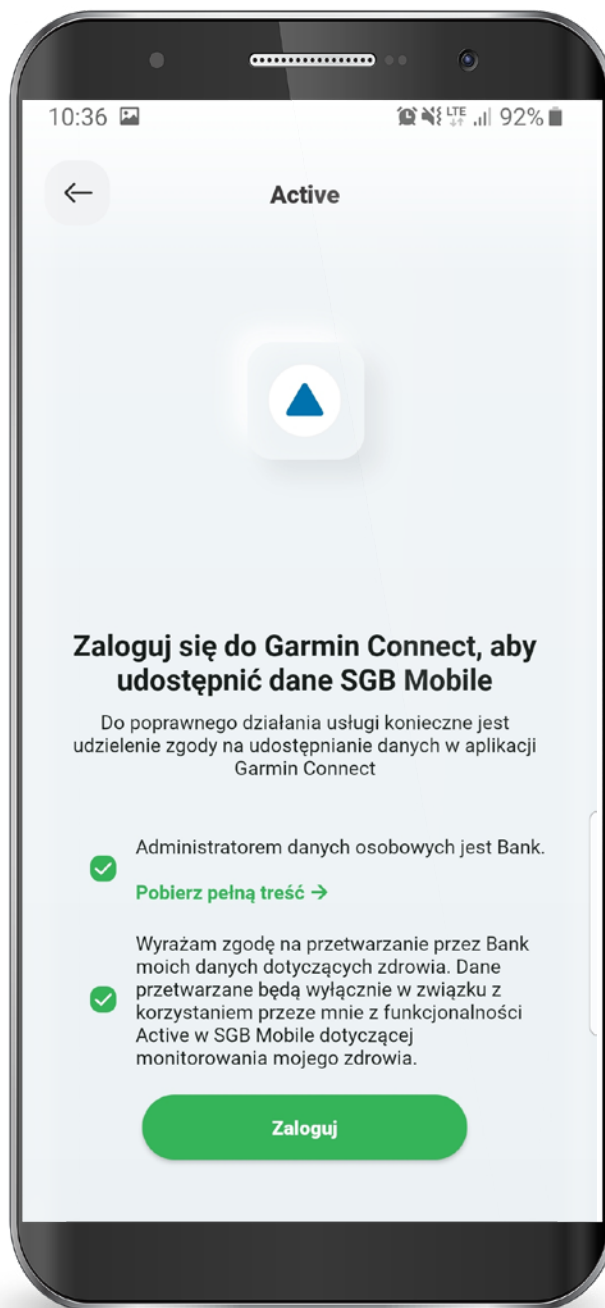 10:36 LTE 92%
Active
Zaloguj się do Garmin Connect, aby
udostępnić dane SGB Mobile
Do poprawnego działania usługi konieczne jest
udzielenie zgody na udostępnianie danych w aplikacji
Garmin Connect
Administratorem danych osobowych jest Bank.
Pobierz pełną treść →
Wyrażam zgodę na przetwarzanie przez Bank
moich danych dotyczących zdrowia. Dane
przetwarzane będą wyłącznie w związku z
korzystaniem przeze mnie z funkcjonalności
Active w SGB Mobile dotyczącej
monitorowania mojego zdrowia.
Zaloguj